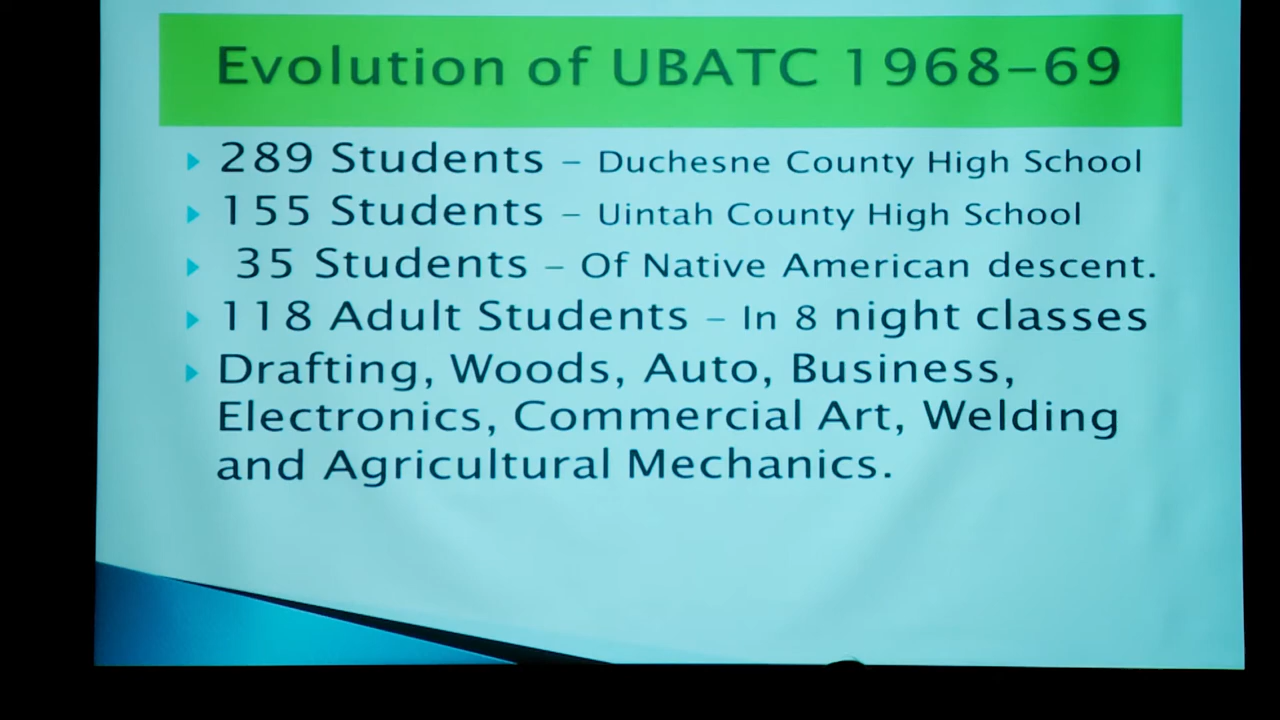 Evolution of UBATC 1968–69
289 Students – Duchesne County High School
155 Students – Uintah County High School
35 Students – Of Native American descent.
118 Adult Students – In 8 night classes
Drafting, Woods, Auto, Business,
Electronics, Commercial Art, Welding
and Agricultural Mechanics.